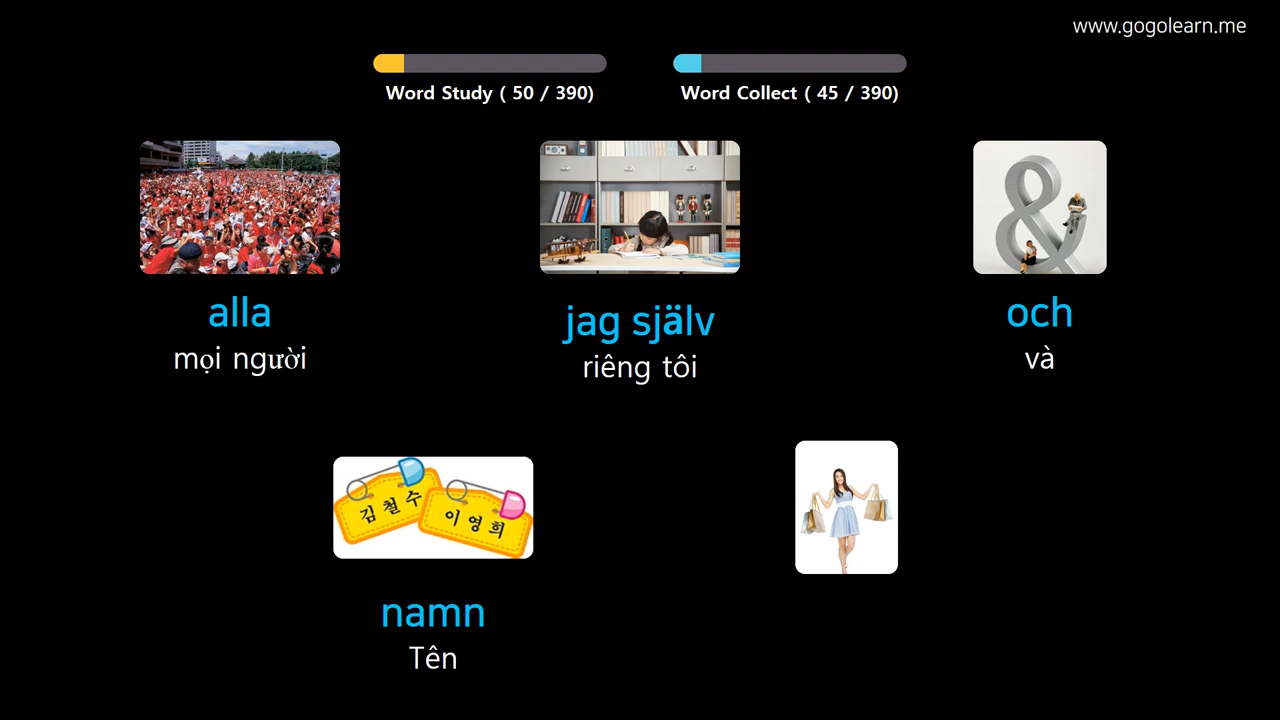 www.gogolearn.me
Word Study ( 50 / 390)
Word Collect ( 45 / 390)
alla
mọi người
jag själv
riêng tôi
och
và
김철수
이영희
namn
Tên